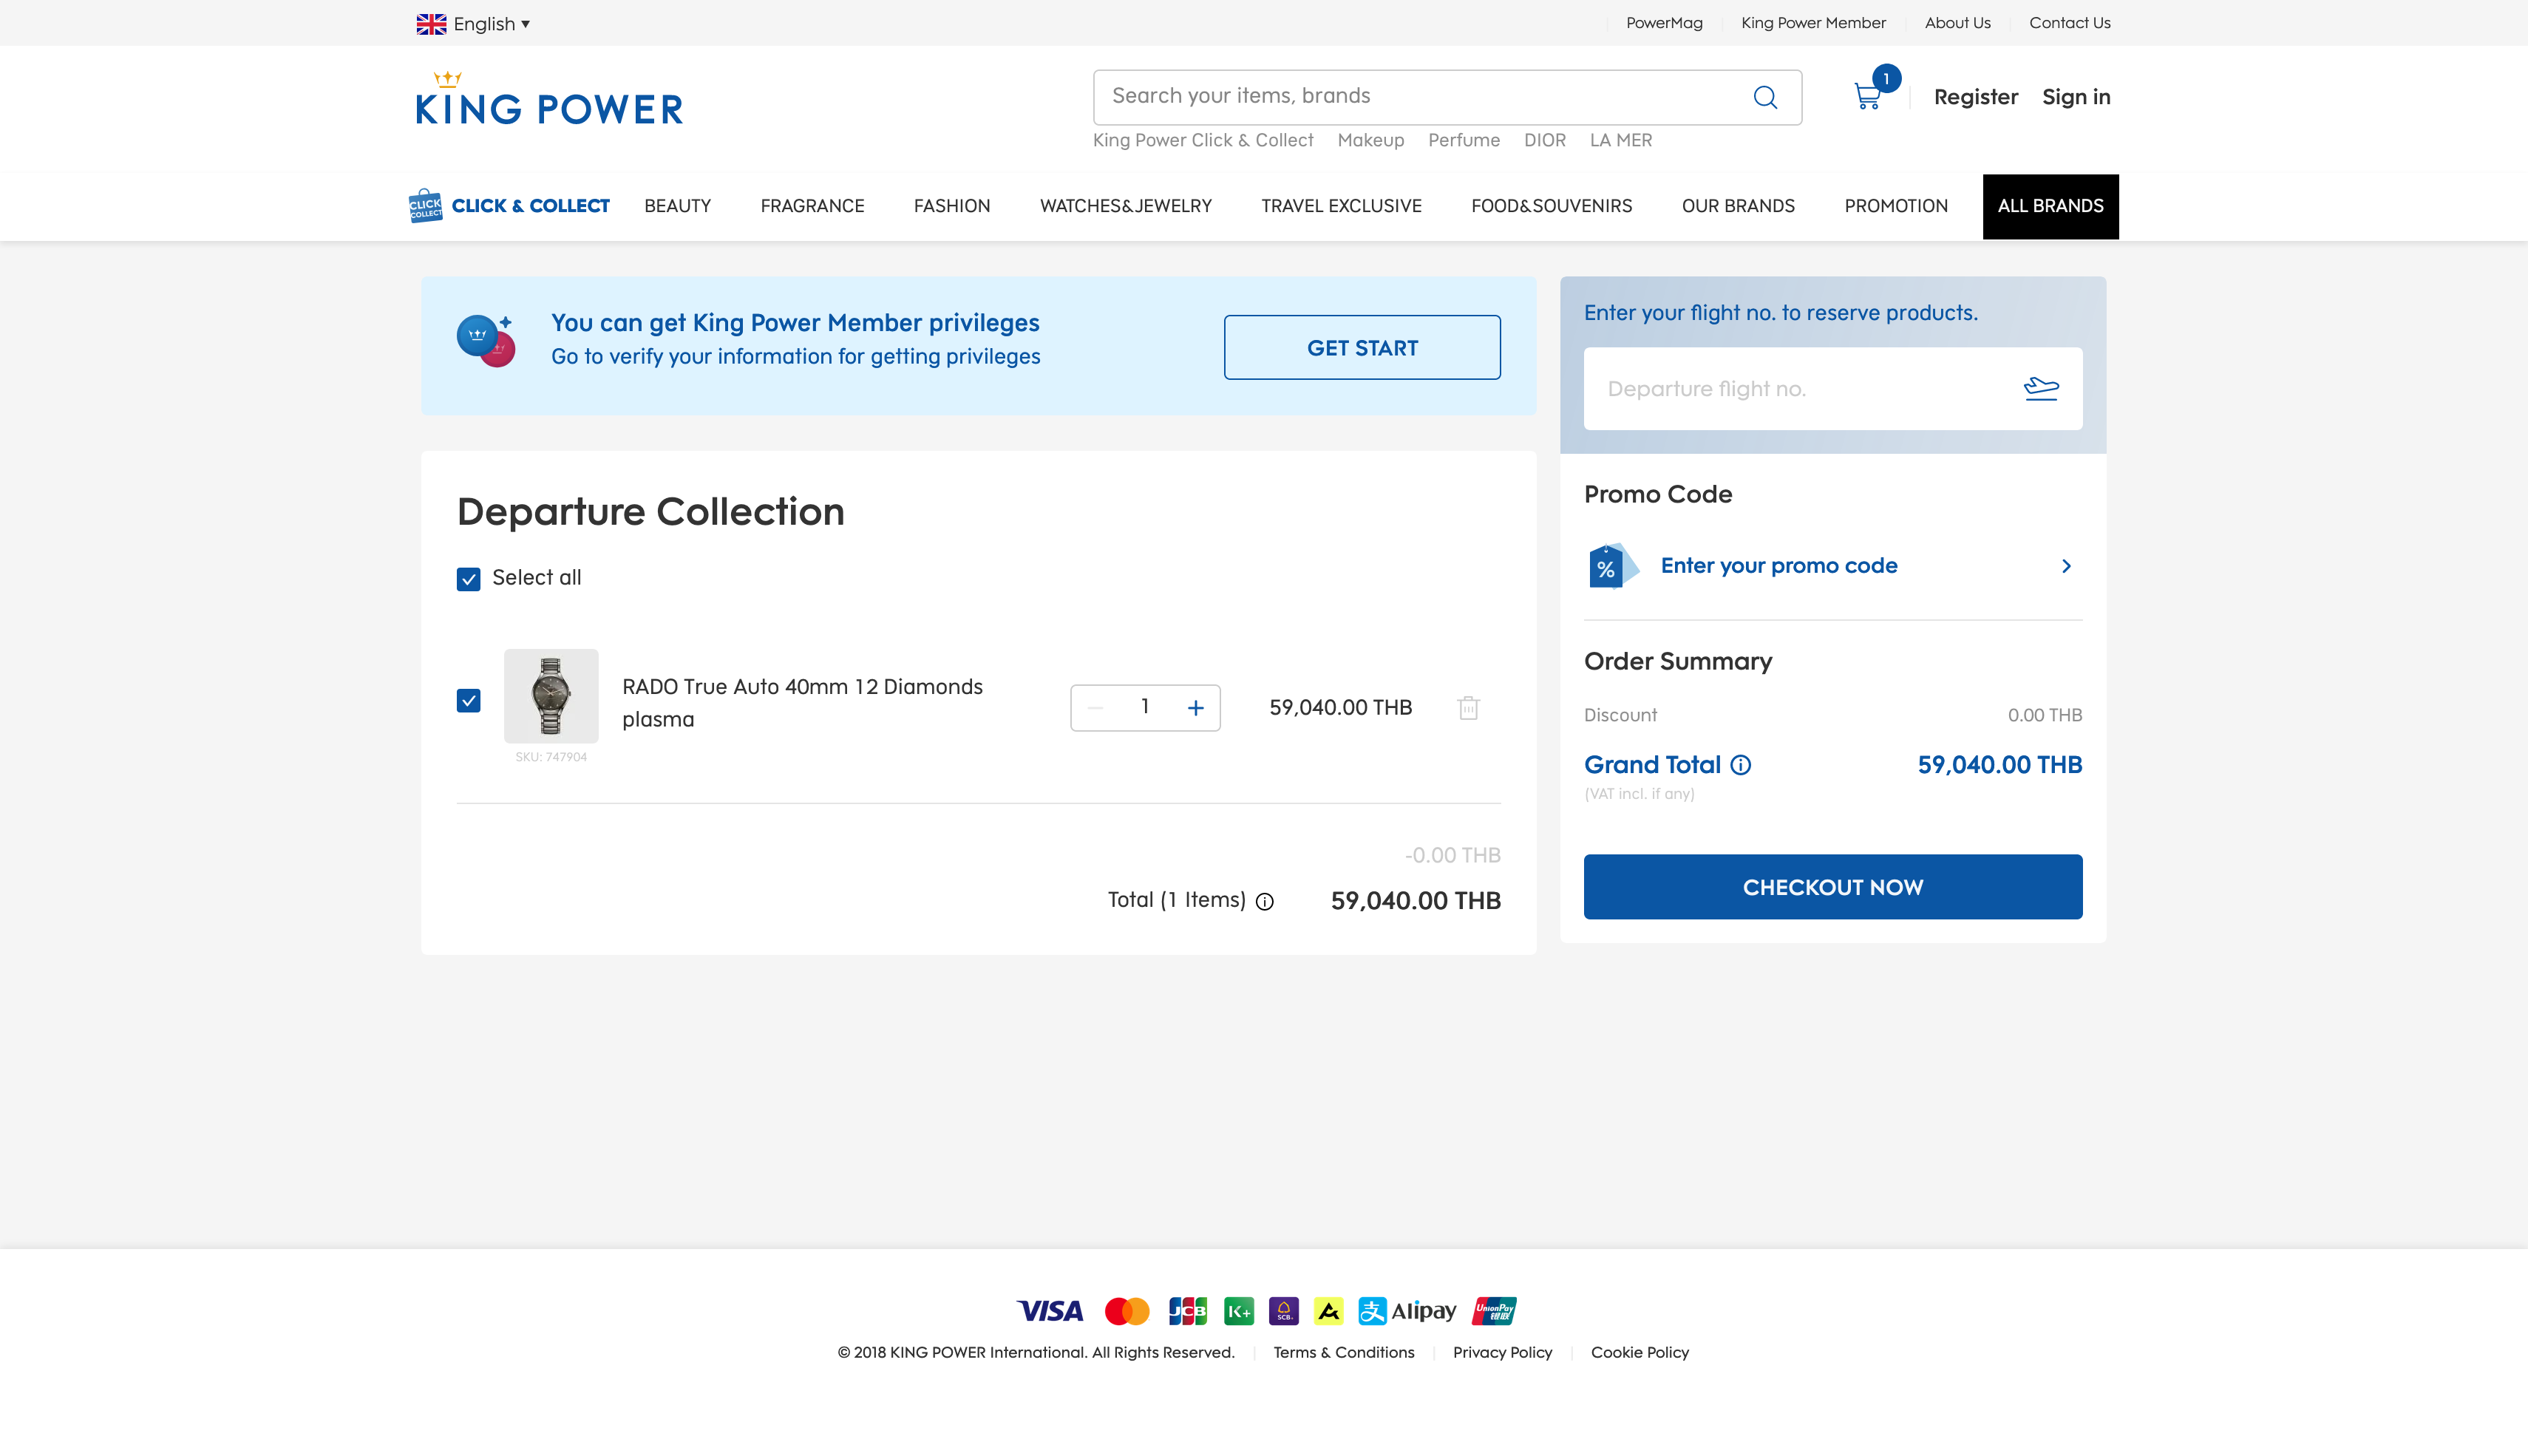 English ▾
PowerMag
King Power Member
About Us
Contact Us
KING POWER
Search your items, brands
1
Register
Sign in
King Power Click & Collect
Makeup
Perfume
DIOR
LA MER
CLICK COLLECT
CLICK & COLLECT
BEAUTY
FRAGRANCE
FASHION
WATCHES&JEWELRY
TRAVEL EXCLUSIVE
FOOD&SOUVENIRS
OUR BRANDS
PROMOTION
ALL BRANDS
You can get King Power Member privileges
Go to verify your information for getting privileges
GET START
Enter your flight no. to reserve products.
Departure flight no.
Departure Collection
Select all
RADO True Auto 40mm 12 Diamonds
plasma
SKU: 747904
1
59,040.00 THB
-0.00 THB
Total (1 Items)
59,040.00 THB
Promo Code
%
Enter your promo code
Order Summary
Discount
0.00 THB
Grand Total
59,040.00 THB
(VAT incl. if any)
CHECKOUT NOW
VISA
JCB
K+
SCB
支
Alipay
UnionPay
银联
© 2018 KING POWER International. All Rights Reserved.
Terms & Conditions
Privacy Policy
Cookie Policy